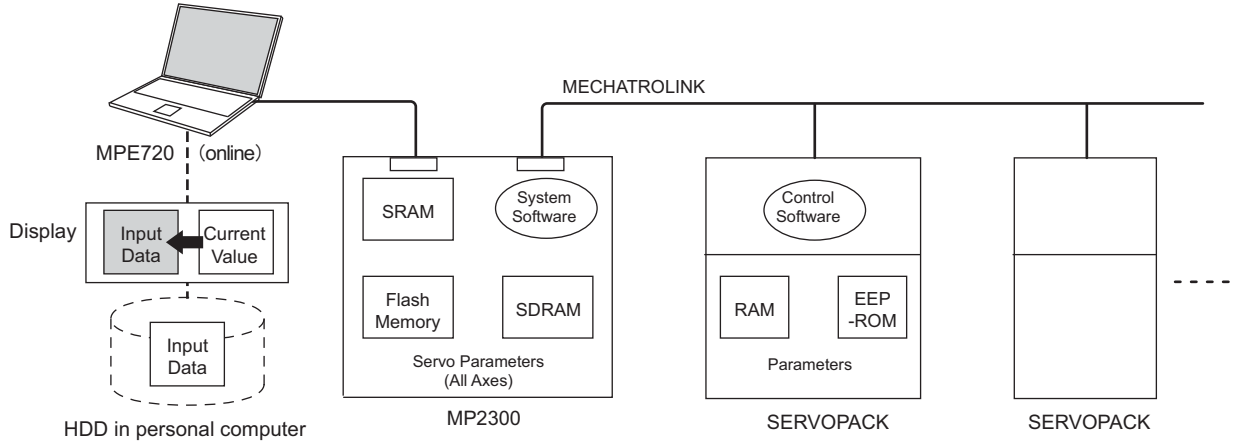 MECHATROLINK
MPE720 (online)
Display
Input
Data
Current
Value
Input
Data
HDD in personal computer
SRAM
System
Software
Flash
Memory
SDRAM
Servo Parameters
(All Axes)
MP2300
Control
Software
RAM
EEP
-ROM
Parameters
SERVOPACK
SERVOPACK